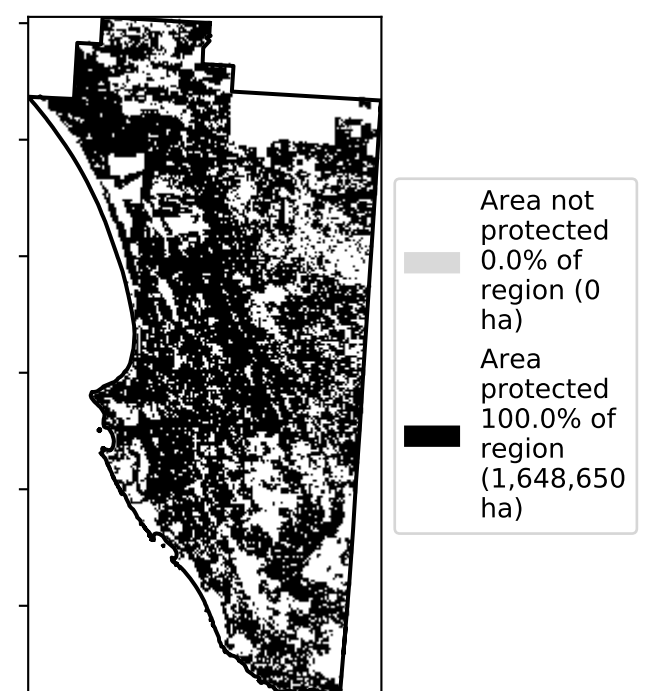 Area not
protected
0.0% of
region (0
ha)
Area
protected
100.0% of
region
(1,648,650
ha)